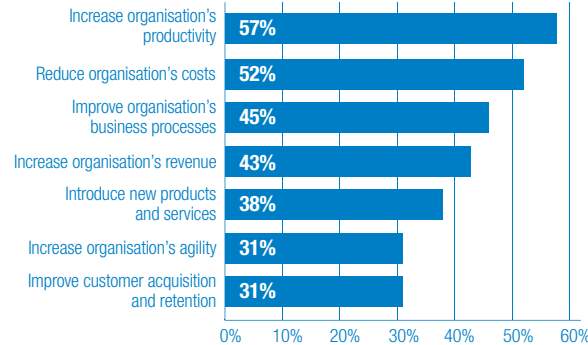 Increase organisation's
productivity
57%
Reduce organisation's costs
52%
Improve organisation's
business processes
45%
Increase organisation's revenue
43%
Introduce new products
and services
38%
Increase organisation's agility
31%
Improve customer acquisition
and retention
31%
0% 10% 20% 30% 40% 50% 60%